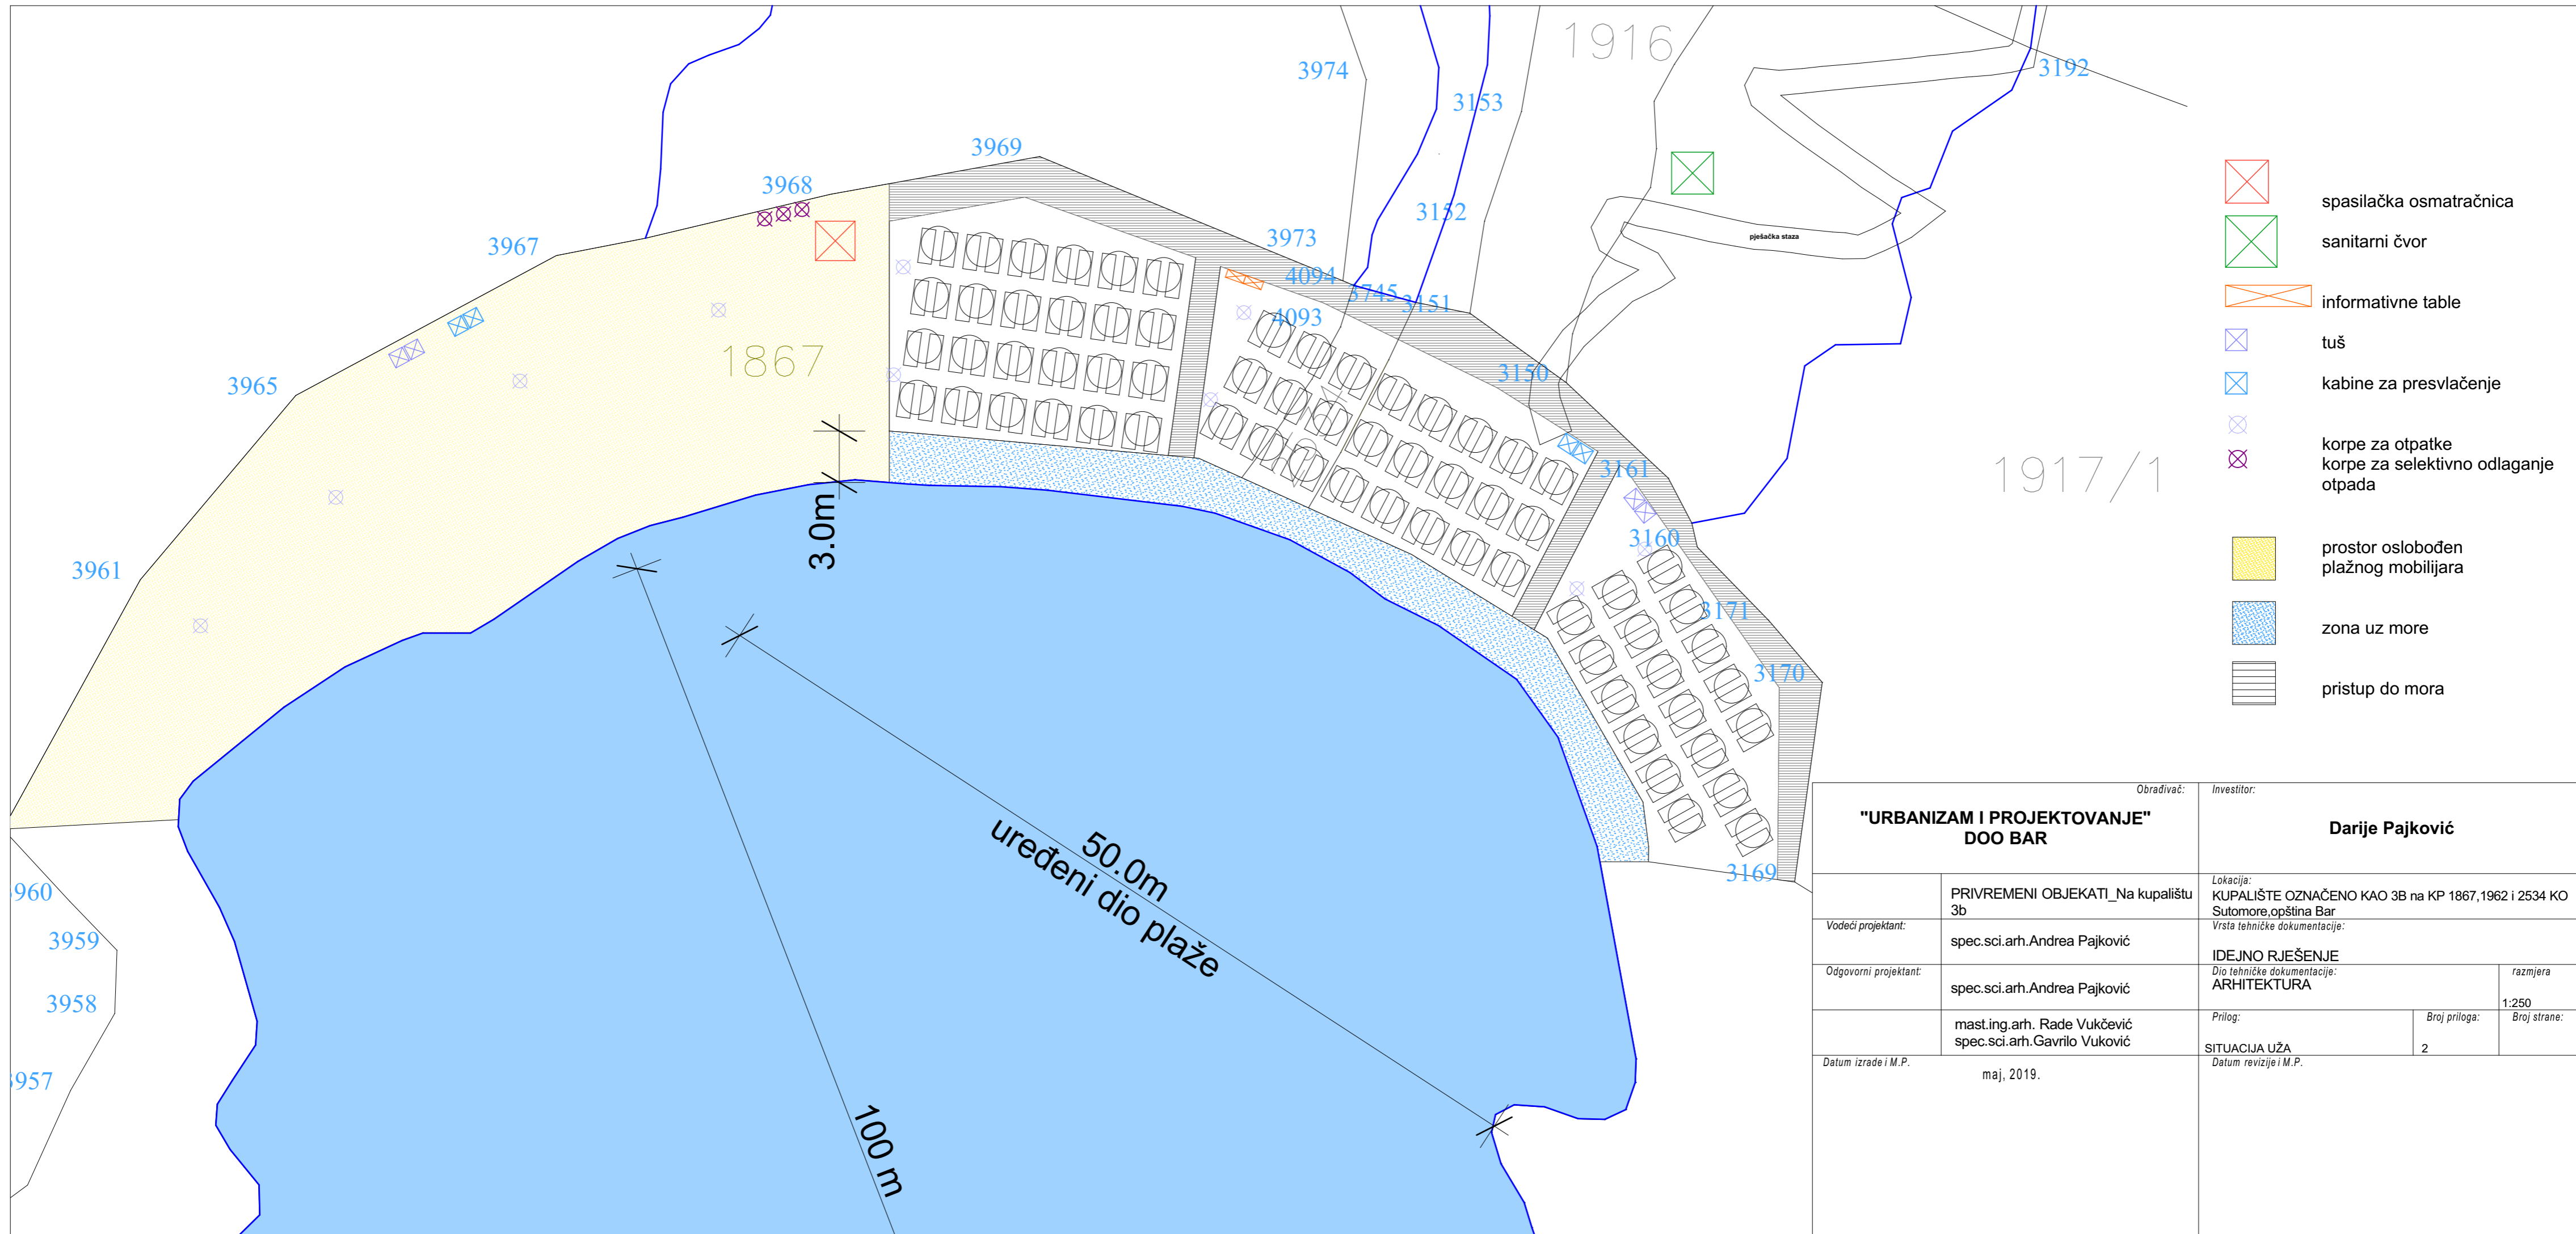 1916
3974
3192
3153
3969
3968
3152
3973
pješačka staza
3967
4094
3745
3151
4093
1867
3965
3150
3161
1917/1
3160
3.0m
3961
3171
3170
50.0m
uređeni dio plaže
3169
3959
3958
100 m
spasilačka osmatračnica
sanitarni čvor
informativne table
tuš
kabine za presvlačenje
korpe za otpatke
korpe za selektivno odlaganje
otpada
prostor oslobođen
plažnog mobilijara
zona uz more
pristup do mora
Obrađivač:
"URBANIZAM I PROJEKTOVANJE"
DOO BAR
Investitor:
Darije Pajković
PRIVREMENI OBJEKATI_Na kupalištu
3b
Lokacija:
KUPALIŠTE OZNAČENO KAO 3B na KP 1867,1962 i 2534 KO
Sutomore,opština Bar
Vodeći projektant:
spec.sci.arh.Andrea Pajković
Vrsta tehničke dokumentacije:
IDEJNO RJEŠENJE
Odgovorni projektant:
spec.sci.arh.Andrea Pajković
Dio tehničke dokumentacije:
ARHITEKTURA
razmjera
1:250
mast.ing.arh. Rade Vukčević
spec.sci.arh.Gavrilo Vuković
Prilog:
SITUACIJA UŽA
Broj priloga:
2
Broj strane:
Datum izrade i M.P.
maj, 2019.
Datum revizije i M.P.